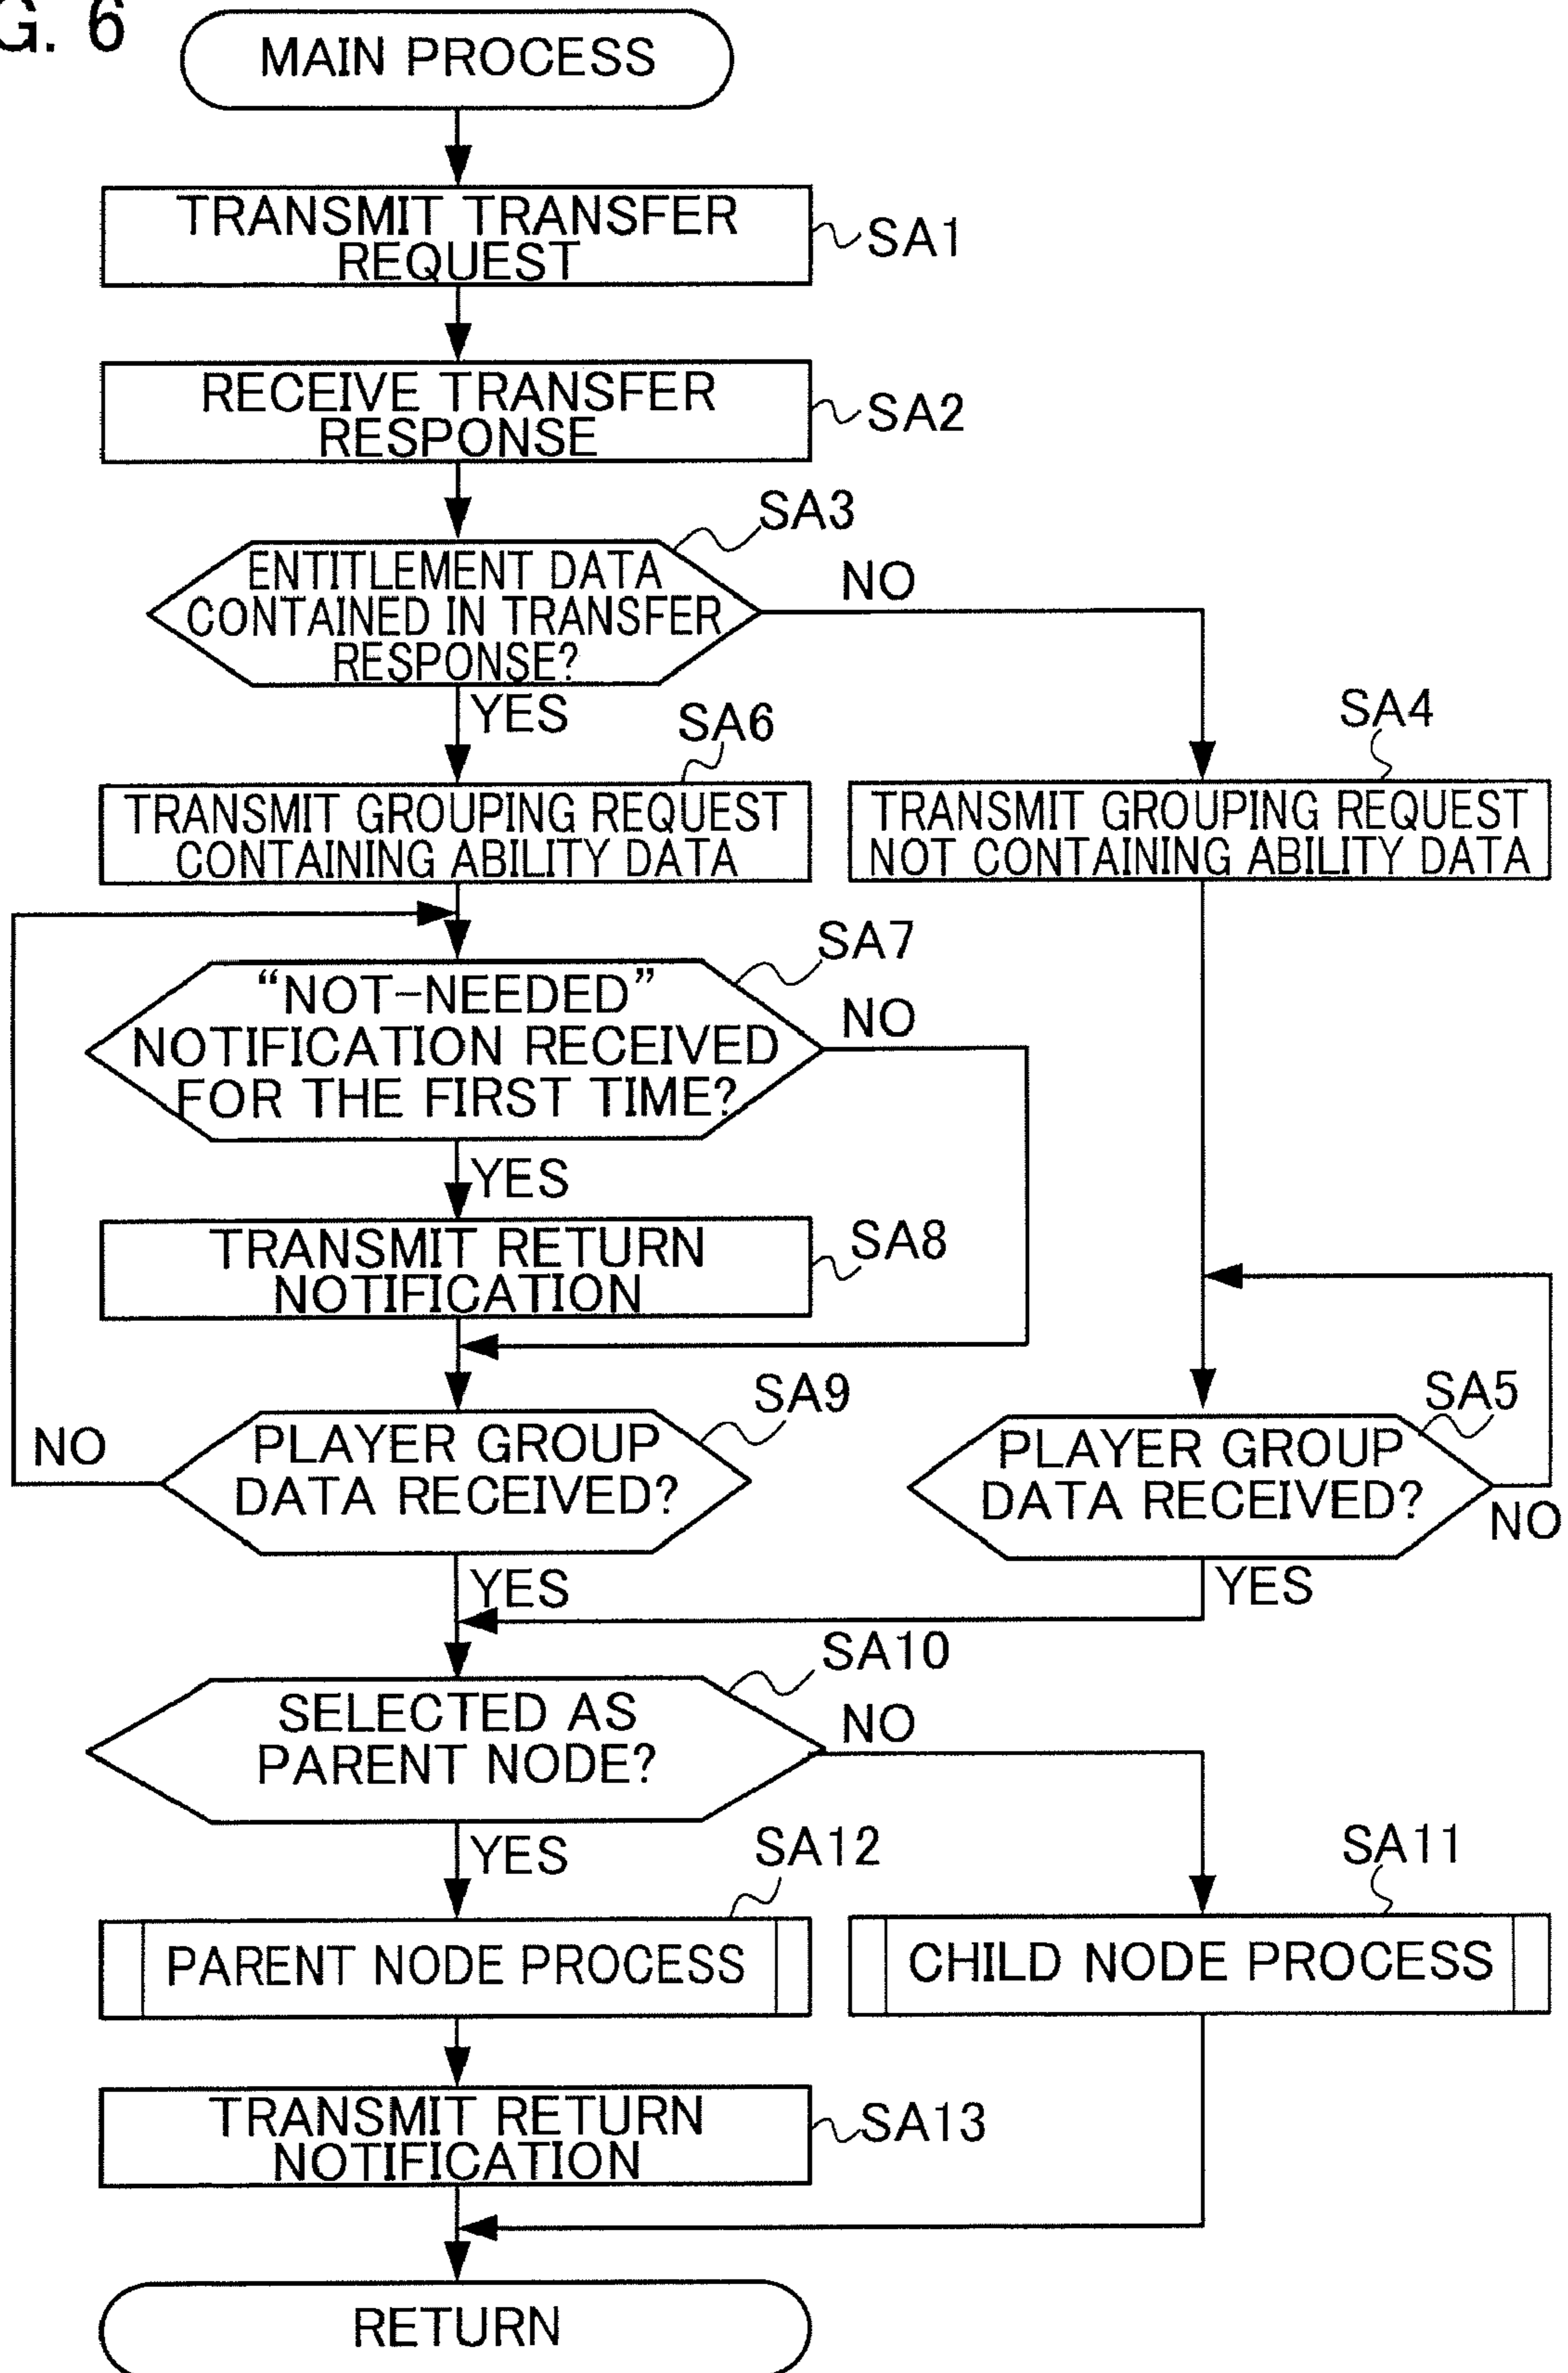 G. 6
MAIN PROCESS
TRANSMIT TRANSFER
REQUEST
SA1
RECEIVE TRANSFER
RESPONSE
SA2
SA3
ENTITLEMENT DATA
CONTAINED IN TRANSFER
RESPONSE?
NO
YES
SA6
SA4
TRANSMIT GROUPING REQUEST
CONTAINING ABILITY DATA
TRANSMIT GROUPING REQUEST
NOT CONTAINING ABILITY DATA
SA7
“NOT-NEEDED”
NOTIFICATION RECEIVED
FOR THE FIRST TIME?
NO
YES
TRANSMIT RETURN
NOTIFICATION
SA8
SA9
PLAYER GROUP
DATA RECEIVED?
NO
YES
SA5
PLAYER GROUP
DATA RECEIVED?
NO
YES
SA10
SELECTED AS
PARENT NODE?
NO
YES
SA12
SA11
PARENT NODE PROCESS
CHILD NODE PROCESS
TRANSMIT RETURN
NOTIFICATION
SA13
RETURN